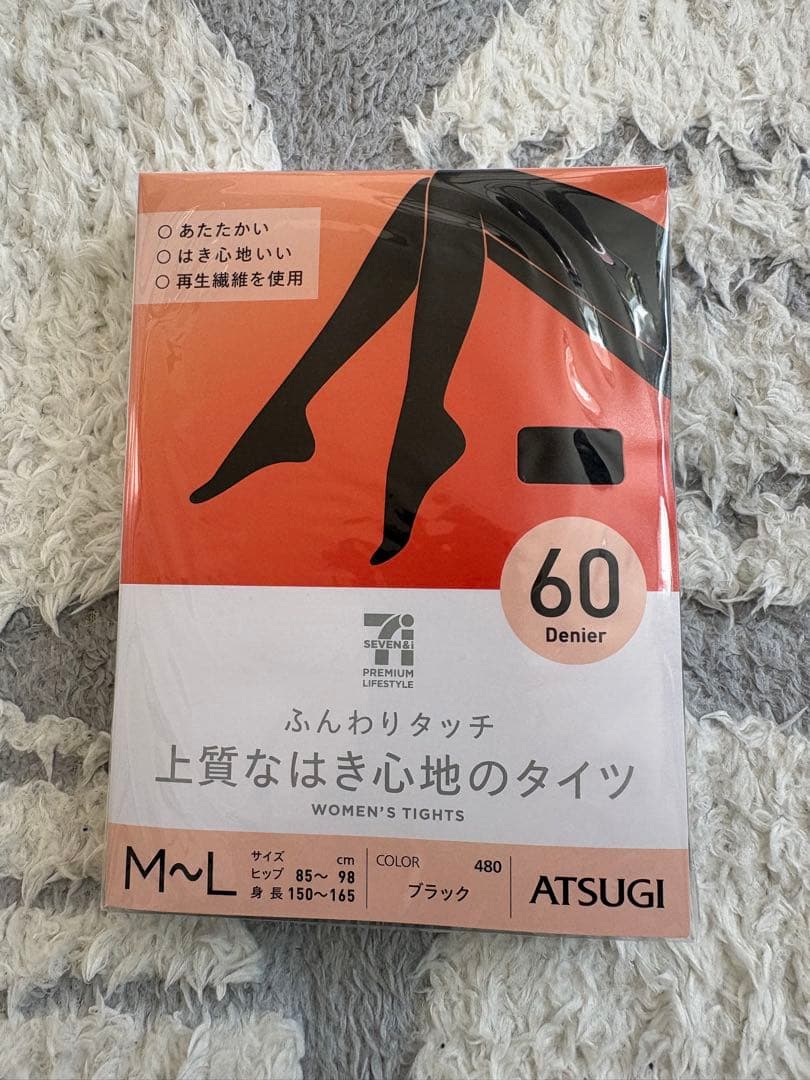 ○ あたたかい
○ はき心地いい
○ 再生繊維を使用
60
Denier
SEVEN&i
PREMIUM
LIFESTYLE
ふんわりタッチ
上質なはき心地のタイツ
WOMEN'S TIGHTS
M~L
サイズ cm
ヒップ 85～98
身長 150～165
COLOR 480
ブラック
ATSUGI